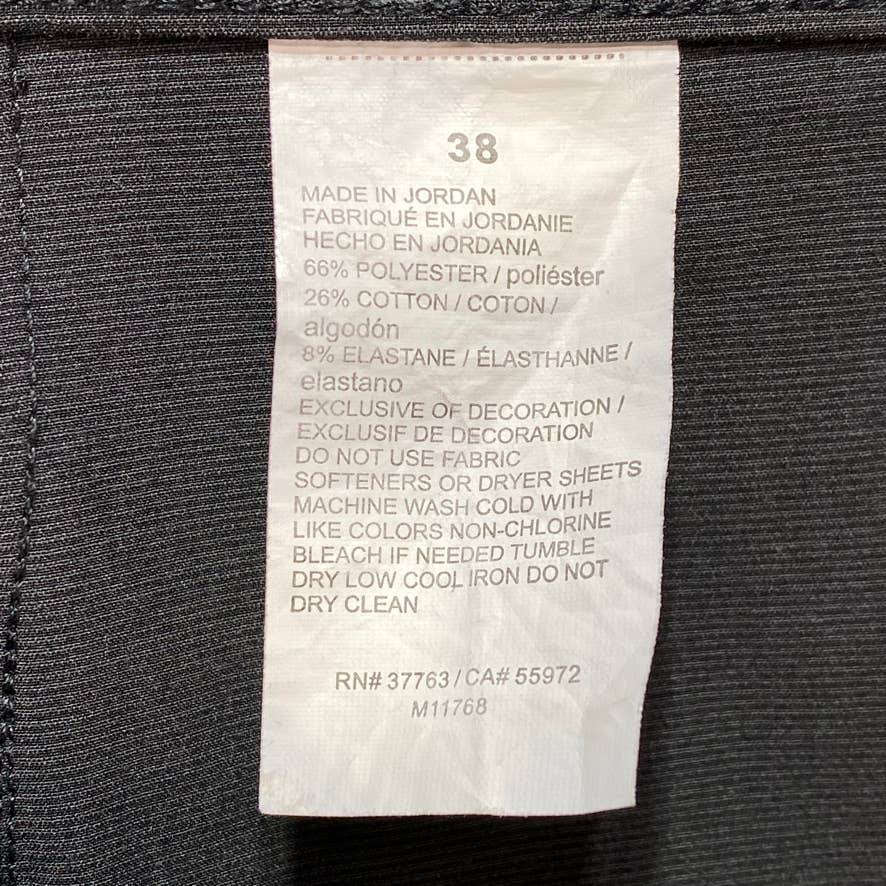 38
MADE IN JORDAN
FABRIQUÉ EN JORDANIE
HECHO EN JORDANIA
66% POLYESTER / poliéster
26% COTTON / COTON /
algodón
8% ELASTANE / ÉLASTHANNE /
elastano
EXCLUSIVE OF DECORATION /
EXCLUSIF DE DECORATION
DO NOT USE FABRIC
SOFTENERS OR DRYER SHEETS
MACHINE WASH COLD WITH
LIKE COLORS NON-CHLORINE
BLEACH IF NEEDED TUMBLE
DRY LOW COOL IRON DO NOT
DRY CLEAN
RN# 37763 / CA# 55972
M11768